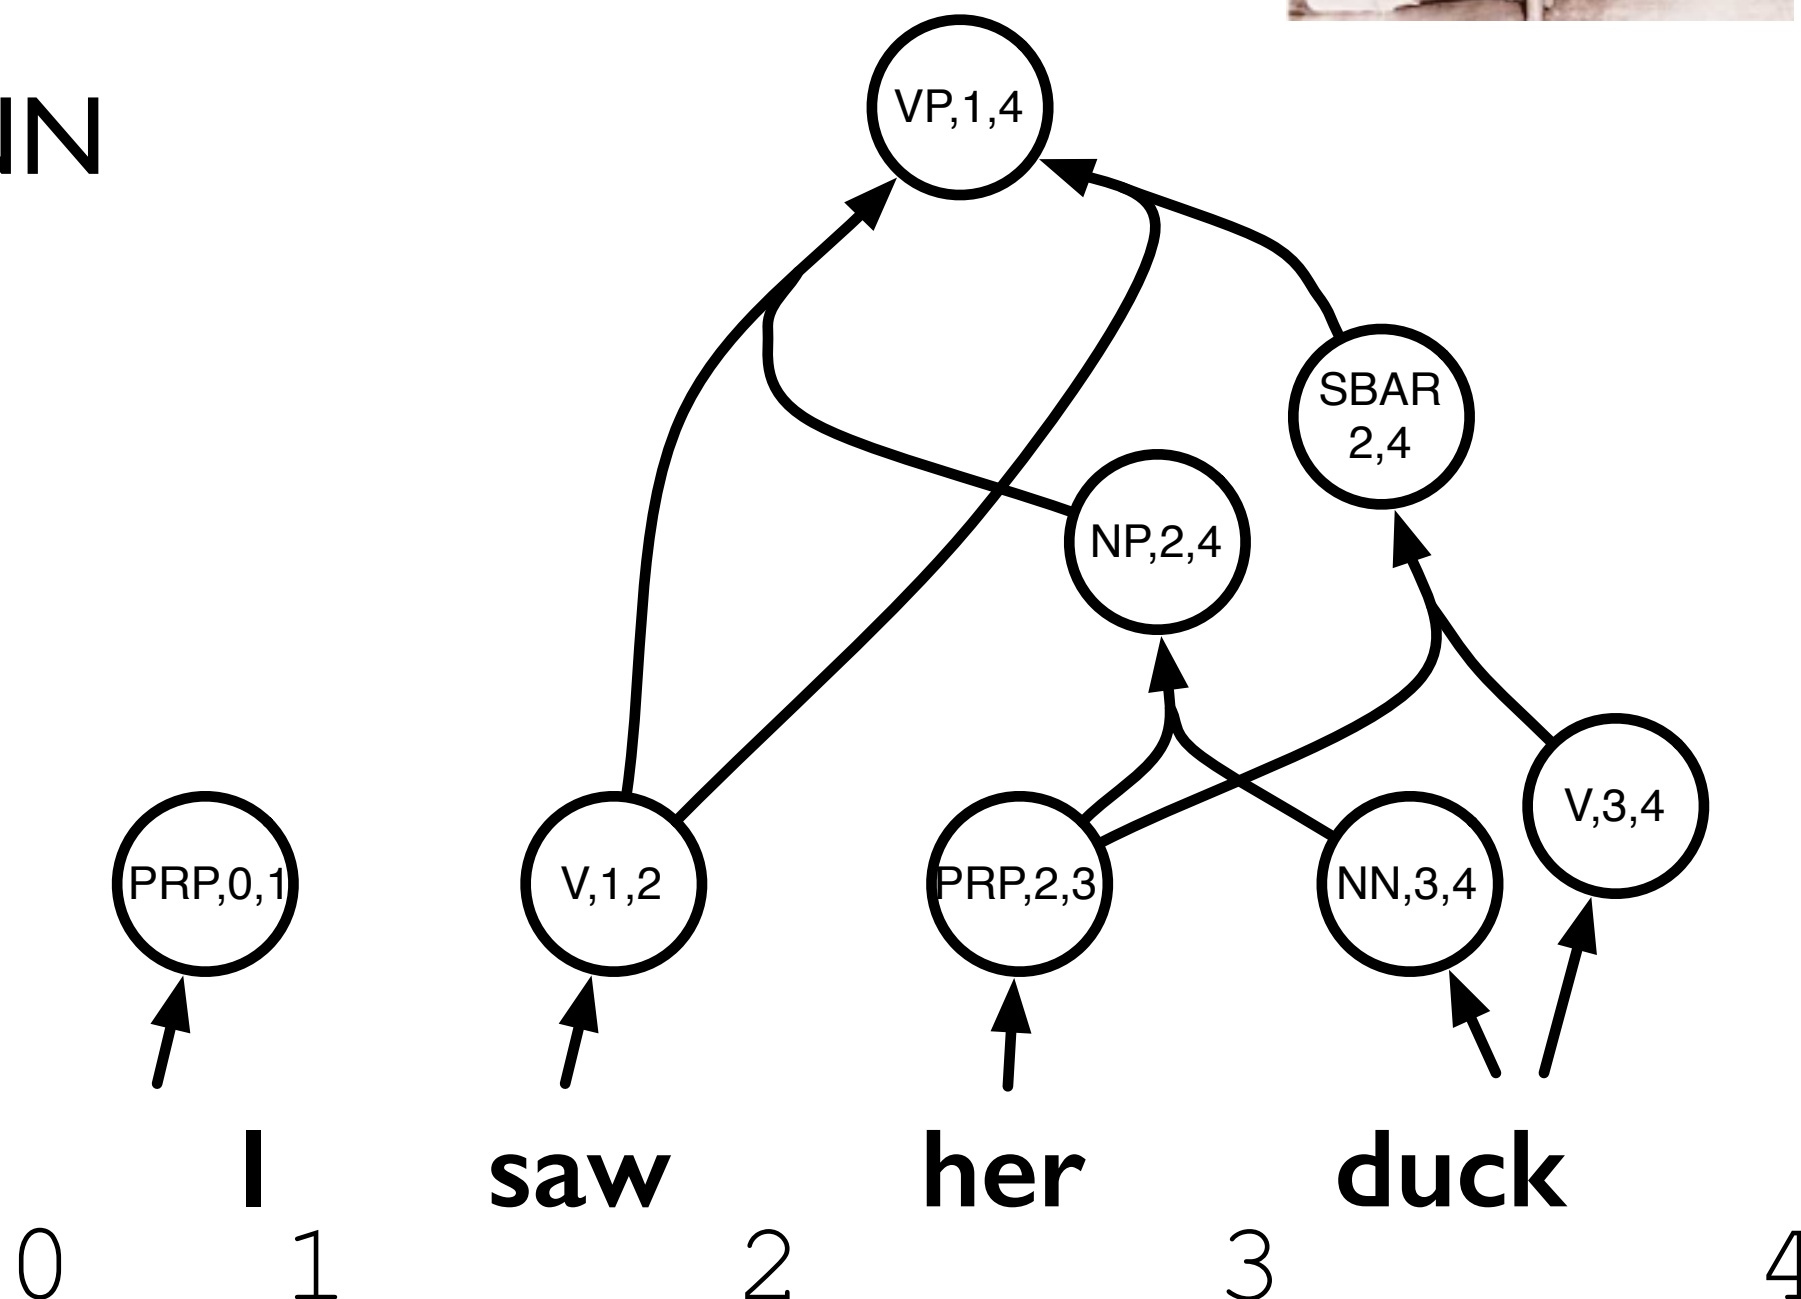 VP,1,4
NN
SBAR
2,4
NP,2,4
V,3,4
PRP,0,1
V,1,2
PRP,2,3
NN,3,4
I saw her duck
0 1 2 3 4